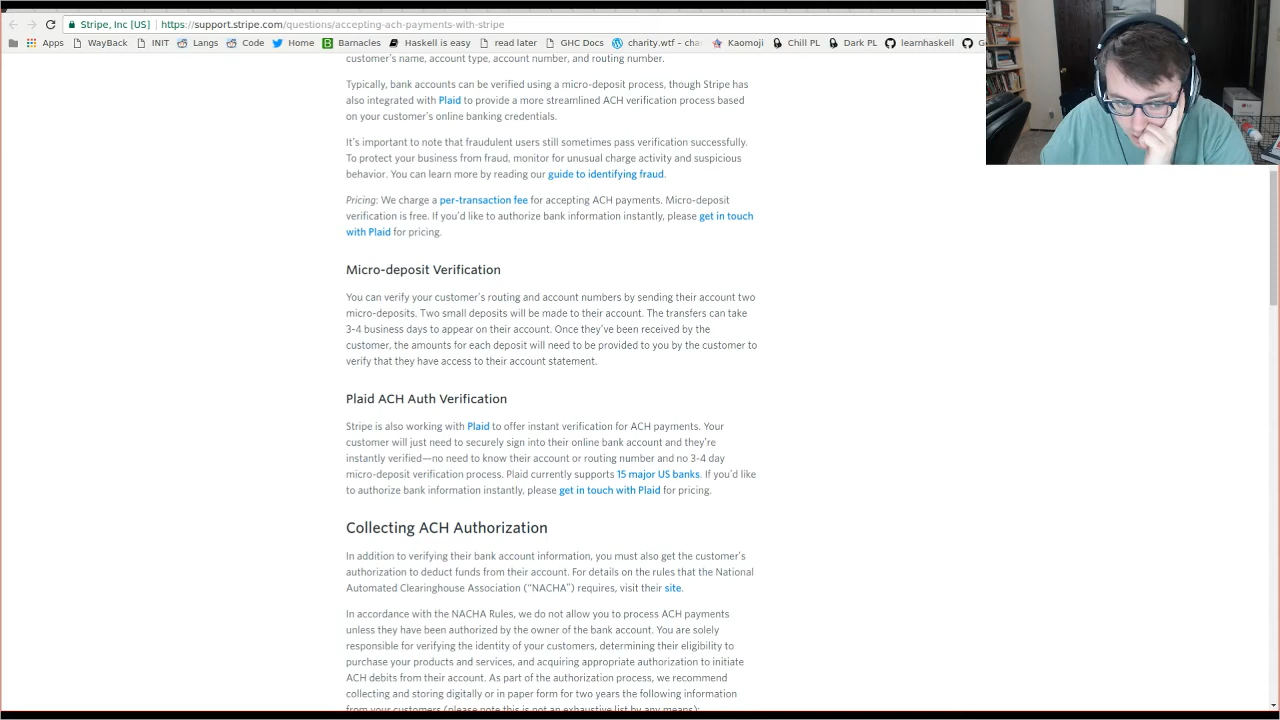 Stripe, Inc [US] | https://support.stripe.com/questions/accepting-ach-payments-with-stripe
Apps WayBack INIT Langs Code Home Barnacles Haskell is easy read later GHC Docs charity.wtf – cha Kaomoji Chill PL Dark PL learnhaskell
customer's name, account type, account number, and routing number.
Typically, bank accounts can be verified using a micro-deposit process, though Stripe has
also integrated with Plaid to provide a more streamlined ACH verification process based
on your customer's online banking credentials.
It's important to note that fraudulent users still sometimes pass verification successfully.
To protect your business from fraud, monitor for unusual charge activity and suspicious
behavior. You can learn more by reading our guide to identifying fraud.
Pricing: We charge a per-transaction fee for accepting ACH payments. Micro-deposit
verification is free. If you'd like to authorize bank information instantly, please get in touch
with Plaid for pricing.
Micro-deposit Verification
You can verify your customer's routing and account numbers by sending their account two
micro-deposits. Two small deposits will be made to their account. The transfers can take
3-4 business days to appear on their account. Once they've been received by the
customer, the amounts for each deposit will need to be provided to you by the customer to
verify that they have access to their account statement.
Plaid ACH Auth Verification
Stripe is also working with Plaid to offer instant verification for ACH payments. Your
customer will just need to securely sign into their online bank account and they're
instantly verified—no need to know their account or routing number and no 3-4 day
micro-deposit verification process. Plaid currently supports 15 major US banks. If you'd like
to authorize bank information instantly, please get in touch with Plaid for pricing.
Collecting ACH Authorization
In addition to verifying their bank account information, you must also get the customer's
authorization to deduct funds from their account. For details on the rules that the National
Automated Clearinghouse Association ("NACHA") requires, visit their site.
In accordance with the NACHA Rules, we do not allow you to process ACH payments
unless they have been authorized by the owner of the bank account. You are solely
responsible for verifying the identity of your customers, determining their eligibility to
purchase your products and services, and acquiring appropriate authorization to initiate
ACH debits from their account. As part of the authorization process, we recommend
collecting and storing digitally or in paper form for two years the following information
from your customers (please note this is not an exhaustive list by any means):